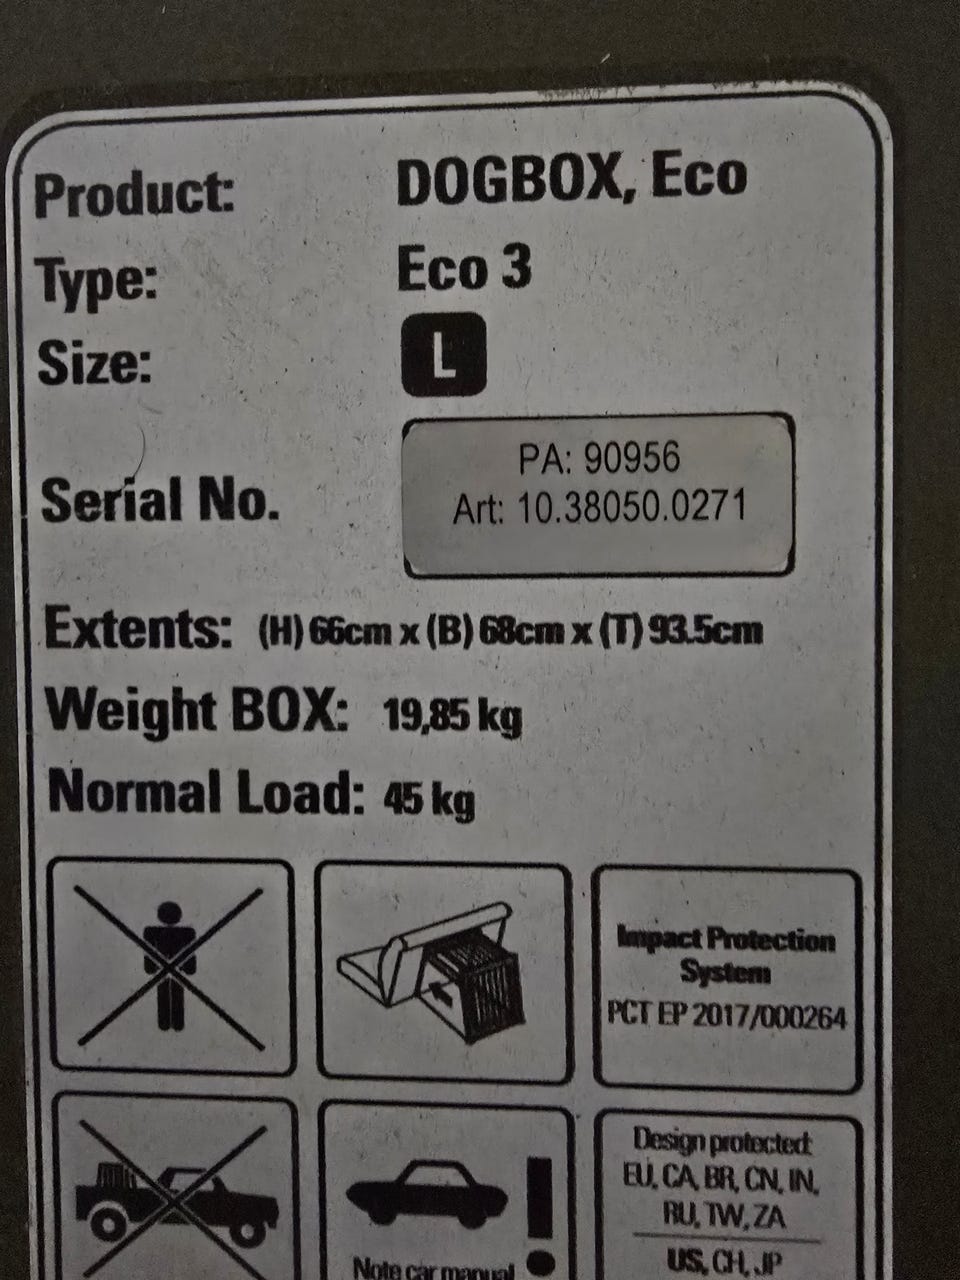 Product: DOGBOX, Eco
Type: Eco 3
Size: L
Serial No.
PA: 90956
Art: 10.38050.0271
Extents: (H) 66cm x (B) 68cm x (T) 93.5cm
Weight BOX: 19,85 kg
Normal Load: 45 kg
Impact Protection
System
PCT EP 2017/000264
!
Note car manual
Design protected:
EU, CA, BR, CN, IN,
RU, TW, ZA
US, CH, JP